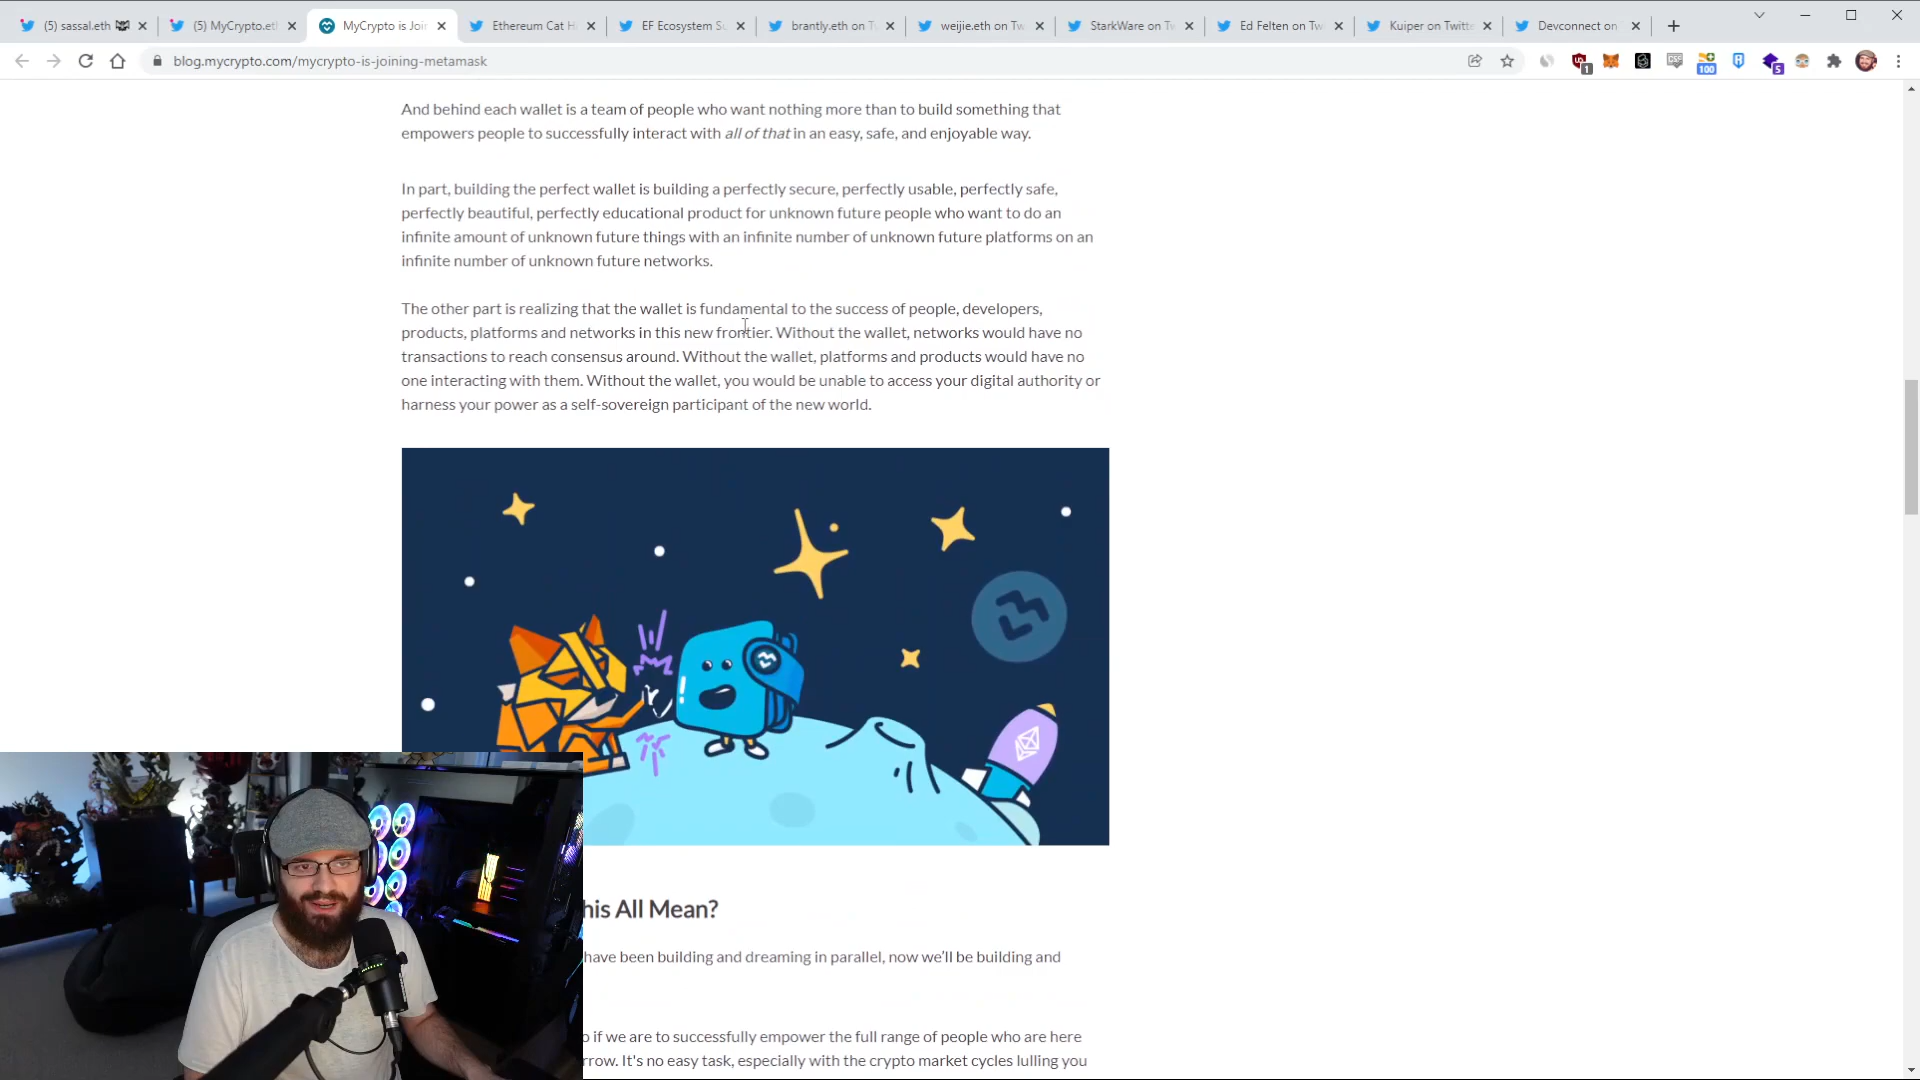 (5) sassal.eth
(5) MyCrypto.et
MyCrypto is Joi
Ethereum Cat H
EF Ecosystem S
brantly.eth on Tw
weijie.eth on Tw
StarkWare on T
Ed Felten on Tw
Kuiper on Twitt
Devconnect on
blog.mycrypto.com/mycrypto-is-joining-metamask
1
100
5
And behind each wallet is a team of people who want nothing more than to build something that
empowers people to successfully interact with all of that in an easy, safe, and enjoyable way.
In part, building the perfect wallet is building a perfectly secure, perfectly usable, perfectly safe,
perfectly beautiful, perfectly educational product for unknown future people who want to do an
infinite amount of unknown future things with an infinite number of unknown future platforms on an
infinite number of unknown future networks.
The other part is realizing that the wallet is fundamental to the success of people, developers,
products, platforms and networks in this new frontier. Without the wallet, networks would have no
transactions to reach consensus around. Without the wallet, platforms and products would have no
one interacting with them. Without the wallet, you would be unable to access your digital authority or
harness your power as a self-sovereign participant of the new world.
his All Mean?
have been building and dreaming in parallel, now we'll be building and
o if we are to successfully empower the full range of people who are here
rrow. It's no easy task, especially with the crypto market cycles lulling you